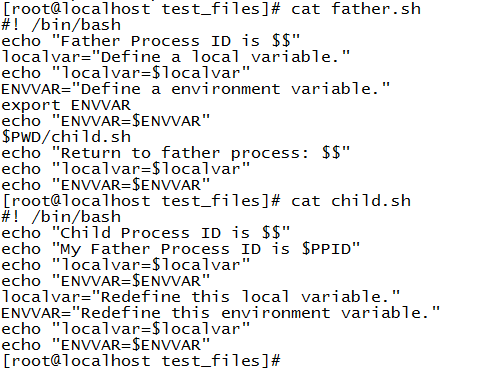 [root@localhost test_files]# cat father.sh
#! /bin/bash
echo "Father Process ID is $$"
localvar="Define a local variable."
echo "localvar=$localvar"
ENVVAR="Define a environment variable."
export ENVVAR
echo "ENVVAR=$ENVVAR"
$PWD/child.sh
echo "Return to father process: $$"
echo "localvar=$localvar"
echo "ENVVAR=$ENVVAR"
[root@localhost test_files]# cat child.sh
#! /bin/bash
echo "Child Process ID is $$"
echo "My Father Process ID is $PPID"
echo "localvar=$localvar"
echo "ENVVAR=$ENVVAR"
localvar="Redefine this local variable."
ENVVAR="Redefine this environment variable."
echo "localvar=$localvar"
echo "ENVVAR=$ENVVAR"
[root@localhost test_files]#